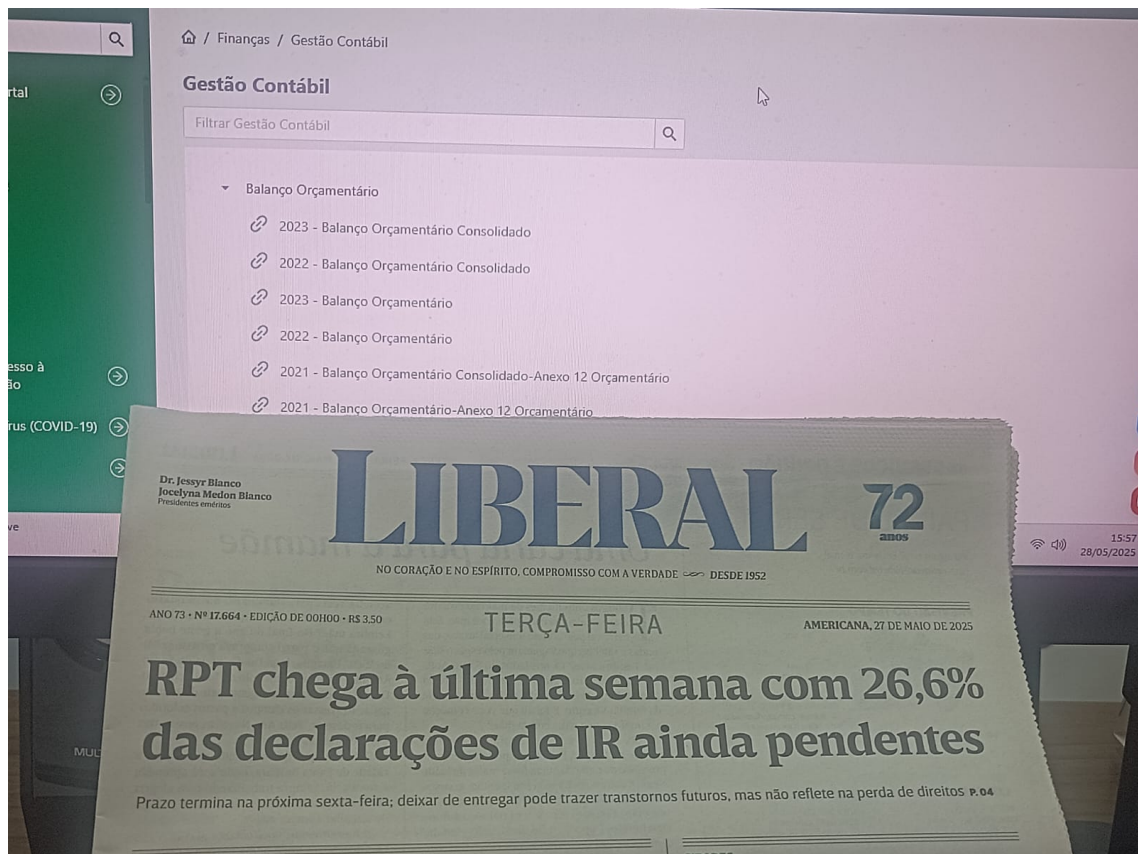 / Finanças / Gestão Contábil
Gestão Contábil
Filtrar Gestão Contábil
Balanço Orçamentário
2023 - Balanço Orçamentário Consolidado
2022 - Balanço Orçamentário Consolidado
2023 - Balanço Orçamentário
2022 - Balanço Orçamentário
2021 - Balanço Orçamentário Consolidado-Anexo 12 Orçamentário
2021 - Balanço Orçamentário-Anexo 12 Orçamentário
rtal
esso à
ão
rus (COVID-19)
ve
15:57
28/05/2025
Dr. Jessyr Bianco
Jocelyna Medon Bianco
Presidentes eméritos
LIBERAL
72
anos
NO CORAÇÃO E NO ESPÍRITO, COMPROMISSO COM A VERDADE DESDE 1952
ANO 73 • Nº 17.664 • EDIÇÃO DE 00H00 • R$ 3,50
TERÇA-FEIRA
AMERICANA, 27 DE MAIO DE 2025
RPT chega à última semana com 26,6%
das declarações de IR ainda pendentes
Prazo termina na próxima sexta-feira; deixar de entregar pode trazer transtornos futuros, mas não reflete na perda de direitos P.04
MUL